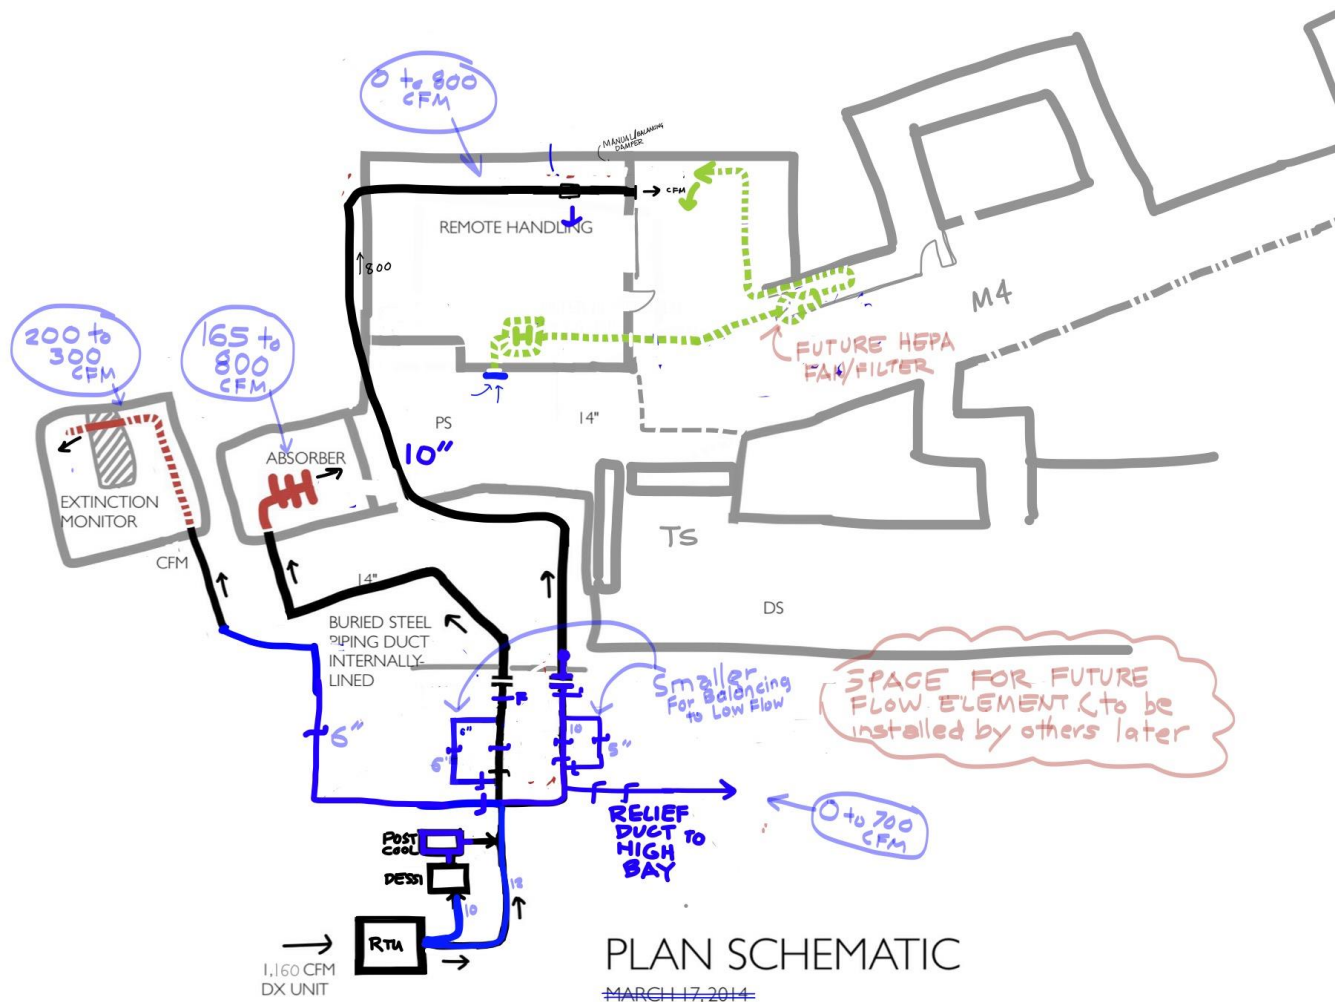 0 to 800
CFM
MANUAL/BALANCING
DAMPER
→ CFM
REMOTE HANDLING
800
M4
200 to
300
CFM
165 to
800
CFM
FUTURE HEPA
FAN/FILTER
H
PS
14"
10"
ABSORBER
EXTINCTION
MONITOR
CFM
TS
14"
DS
BURIED STEEL
PIPING DUCT
INTERNALLY-
LINED
Smaller
For Balancing
to Low Flow
SPACE FOR FUTURE
FLOW ELEMENT (to be
installed by others later
F
6"
6"
6"
10
5"
RELIEF
DUCT TO
HIGH
BAY
0 to 700
CFM
POST
COOL
DESSI
18
10
RTU
1,160 CFM
DX UNIT
PLAN SCHEMATIC
MARCH 17, 2014